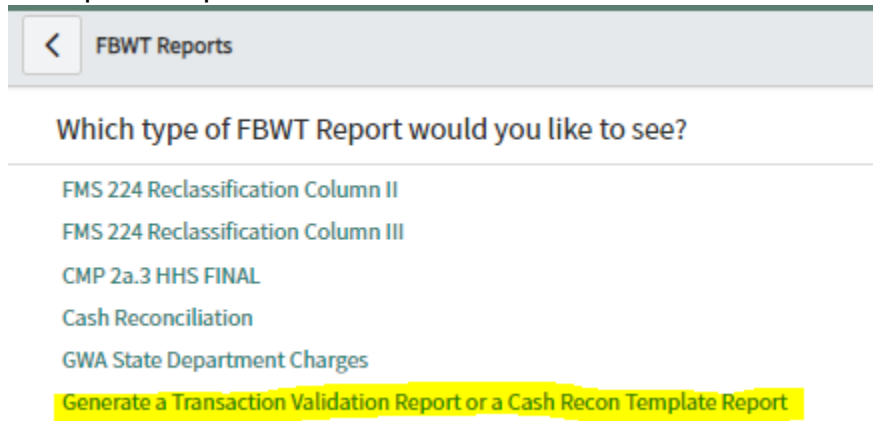 FBWT Reports
Which type of FBWT Report would you like to see?
FMS 224 Reclassification Column II
FMS 224 Reclassification Column III
CMP 2a.3 HHS FINAL
Cash Reconciliation
GWA State Department Charges
Generate a Transaction Validation Report or a Cash Recon Template Report